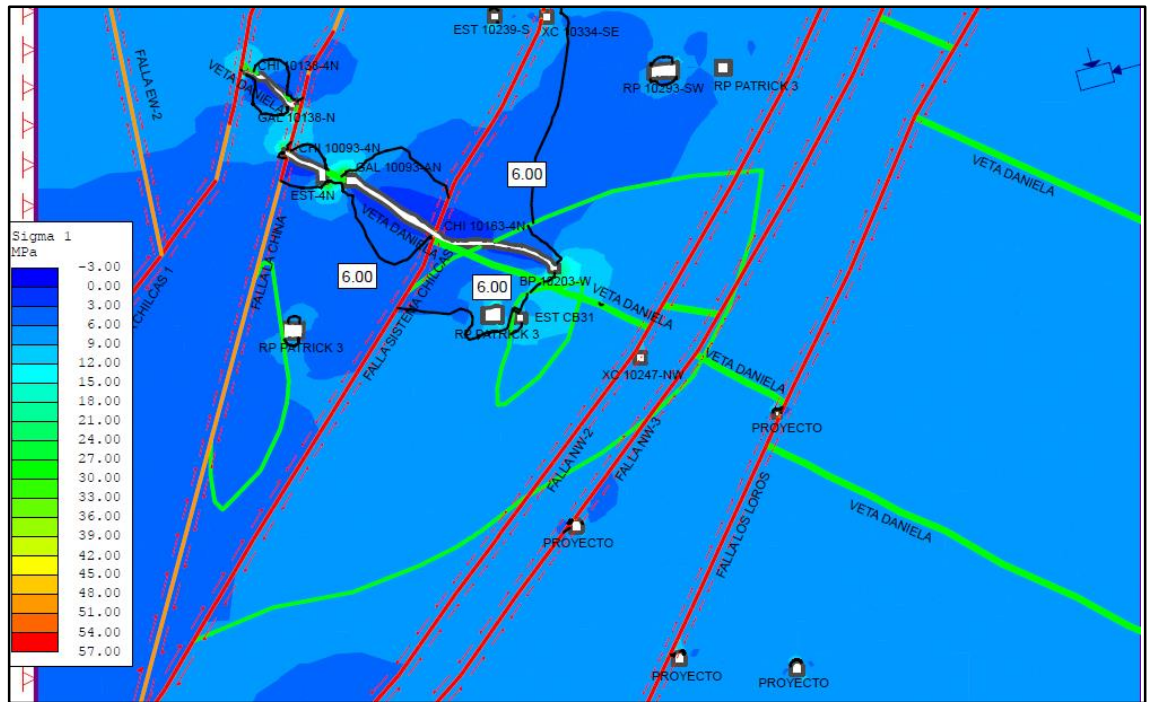 EST 10239-S
XC 10334-SE
FALLA EW-2
CHI 10138-4N
VETA DANIELA
GAL 10138-N
RP 10293-SW
RP PATRICK 3
CHI 10093-4N
GAL 10093-AN
EST-4N
6.00
VETA DANIELA
VETA DANIELA
CHI 10163-4N
FALLA LA CHINA
Sigma 1
MPa
-3.00
0.00
3.00
6.00
9.00
12.00
15.00
18.00
21.00
24.00
27.00
30.00
33.00
36.00
39.00
42.00
45.00
48.00
51.00
54.00
57.00
CHILCAS 1
6.00
6.00
BP 10203-W
VETA DANIELA
EST CB31
RP PATRICK 3
RP PATRICK 3
FALLA SISTEMA CHILCAS
XC 10247-NW
VETA DANIELA
PROYECTO
FALLA NW-2
FALLA NW-3
FALLA LOS LOROS
VETA DANIELA
PROYECTO
PROYECTO
PROYECTO